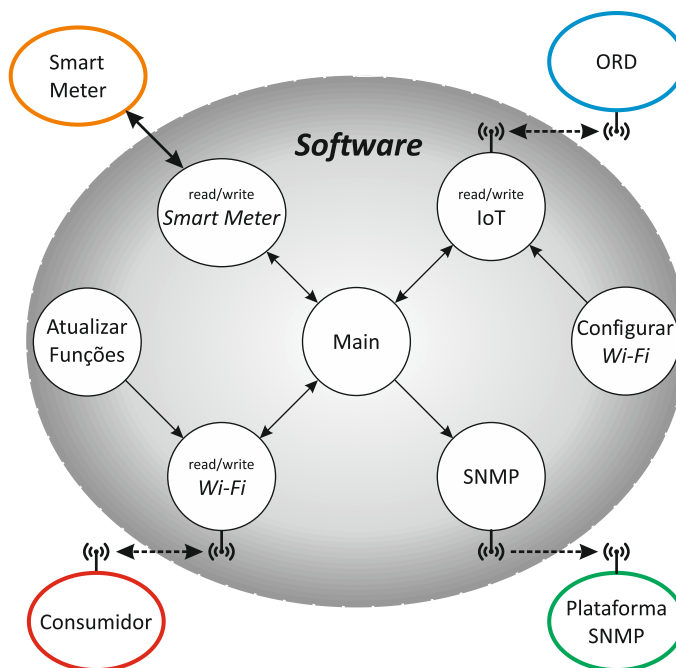 Smart
Meter
ORD
Software
read/write
Smart Meter
read/write
IoT
Atualizar
Funções
Main
Configurar
Wi-Fi
read/write
Wi-Fi
SNMP
Consumidor
Plataforma
SNMP